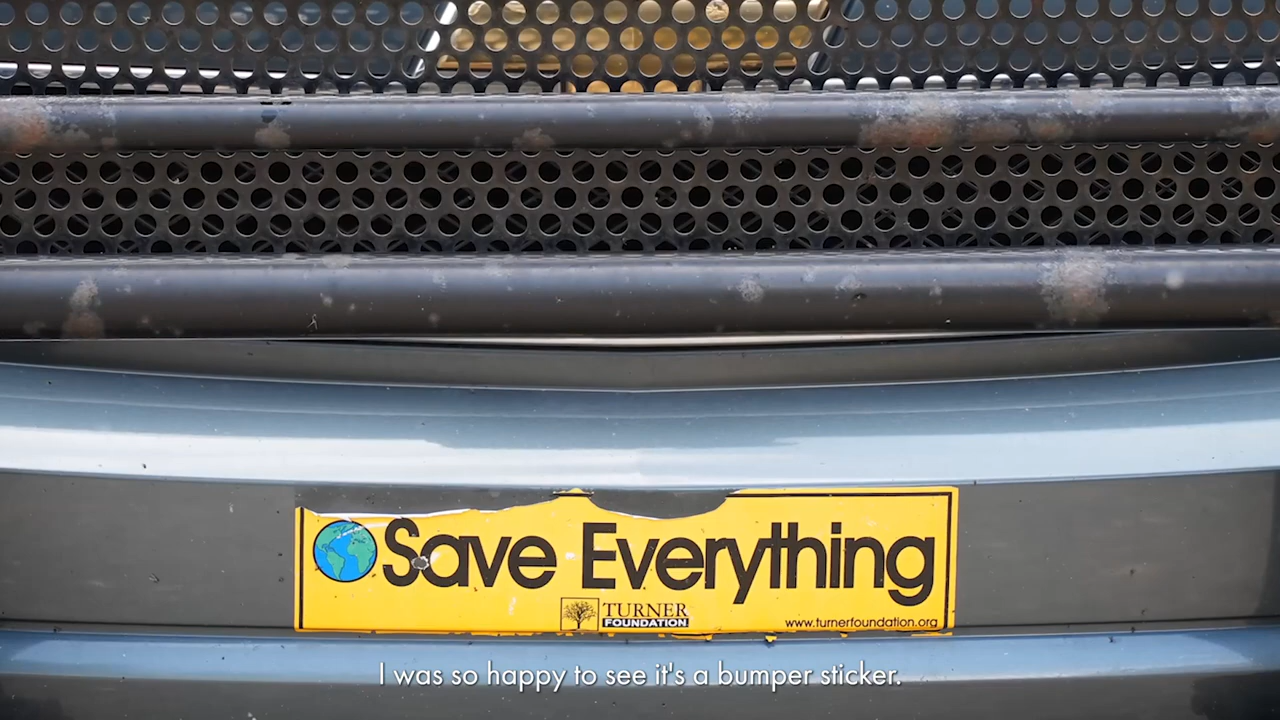 Save Everything
TURNER
FOUNDATION
www.turnerfoundation.org
I was so happy to see it's a bumper sticker.